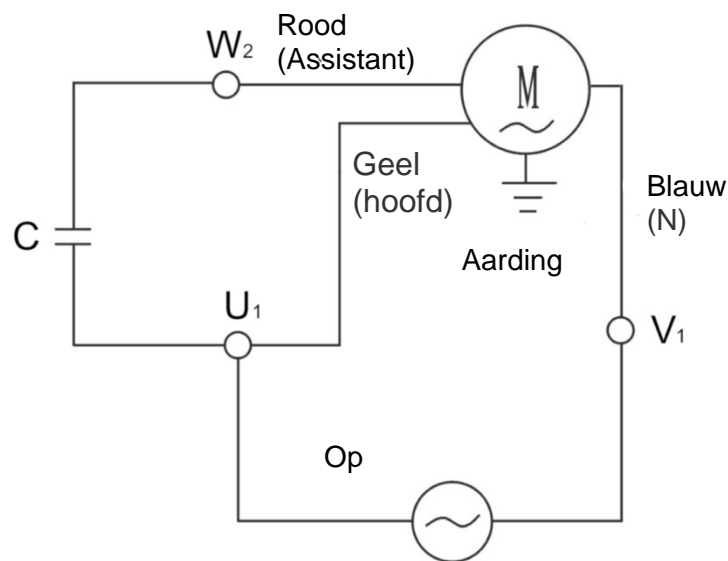 W₂
Rood
(Assistant)
M
Geel
(hoofd)
Blauw
(N)
C
Aarding
U₁
V₁
Op